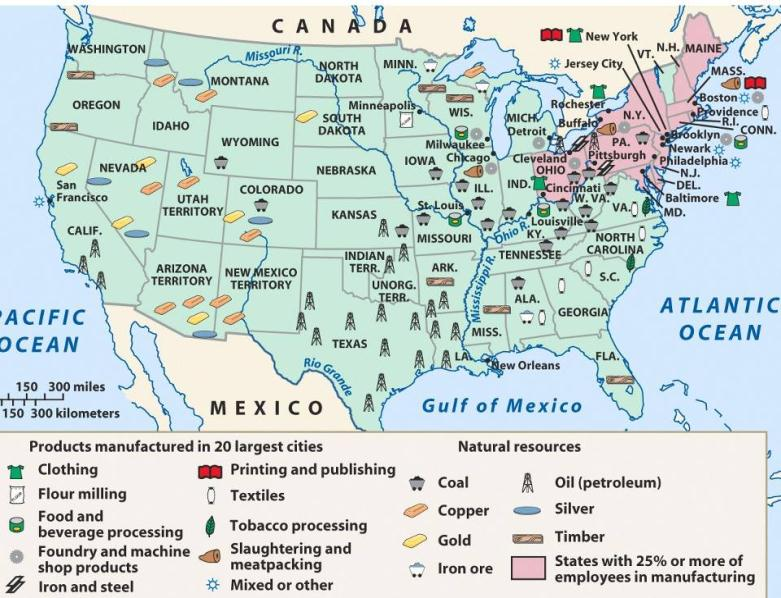 CANADA
WASHINGTON
Missouri R.
NORTH
DAKOTA
MINN.
New York
Jersey City
VT.
N.H.
MAINE
MONTANA
OREGON
IDAHO
SOUTH
DAKOTA
Minneapolis
WIS.
MICH.
Detroit
Rochester
Buffalo
N.Y.
MASS.
Boston
Providence
R.I.
CONN.
Brooklyn
Newark
Philadelphia
N.J.
DEL.
Baltimore
MD.
WYOMING
Milwaukee
Chicago
Cleveland
OHIO
PA.
Pittsburgh
NEVADA
San
Francisco
CALIF.
UTAH
TERRITORY
COLORADO
NEBRASKA
IOWA
ILL.
IND.
Cincinnati
W. VA.
VA.
KANSAS
St. Louis
MISSOURI
Ohio R.
Louisville
KY.
TENNESSEE
NORTH
CAROLINA
ARIZONA
TERRITORY
NEW MEXICO
TERRITORY
INDIAN
TERR.
UNORG.
TERR.
ARK.
Mississippi R.
MISS.
ALA.
GEORGIA
S.C.
TEXAS
LA.
New Orleans
FLA.
Rio Grande
PACIFIC
OCEAN
ATLANTIC
OCEAN
150 300 miles
150 300 kilometers
MEXICO
Gulf of Mexico
Products manufactured in 20 largest cities
Clothing
Flour milling
Food and
beverage processing
Foundry and machine
shop products
Iron and steel
Printing and publishing
Textiles
Tobacco processing
Slaughtering and
meatpacking
Mixed or other
Natural resources
Coal
Copper
Gold
Iron ore
Oil (petroleum)
Silver
Timber
States with 25% or more of
employees in manufacturing